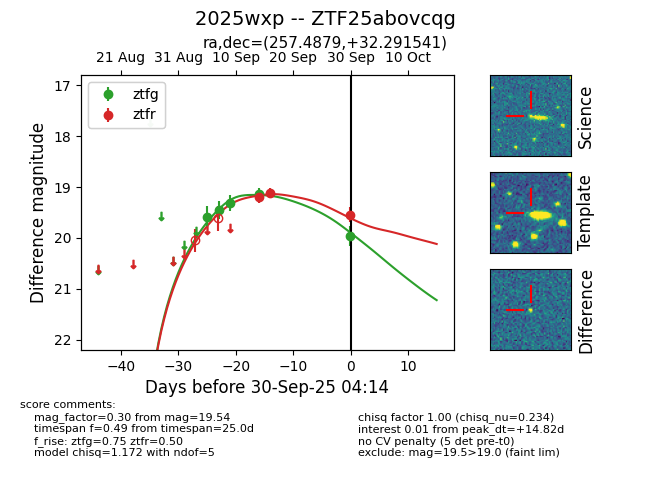 2025wxp -- ZTF25abovcqg
ra,dec=(257.4879,+32.291541)
21 Aug 31 Aug 10 Sep 20 Sep 30 Sep 10 Oct
ztfg
ztfr
17
18
19
20
21
22
Difference magnitude
−40 −30 −20 −10 0 10
Days before 30-Sep-25 04:14
Science
Template
Difference
score comments:
mag_factor=0.30 from mag=19.54
timespan f=0.49 from timespan=25.0d
f_rise: ztfg=0.75 ztfr=0.50
model chisq=1.172 with ndof=5
chisq factor 1.00 (chisq_nu=0.234)
interest 0.01 from peak_dt=+14.82d
no CV penalty (5 det pre-t0)
exclude: mag=19.5>19.0 (faint lim)